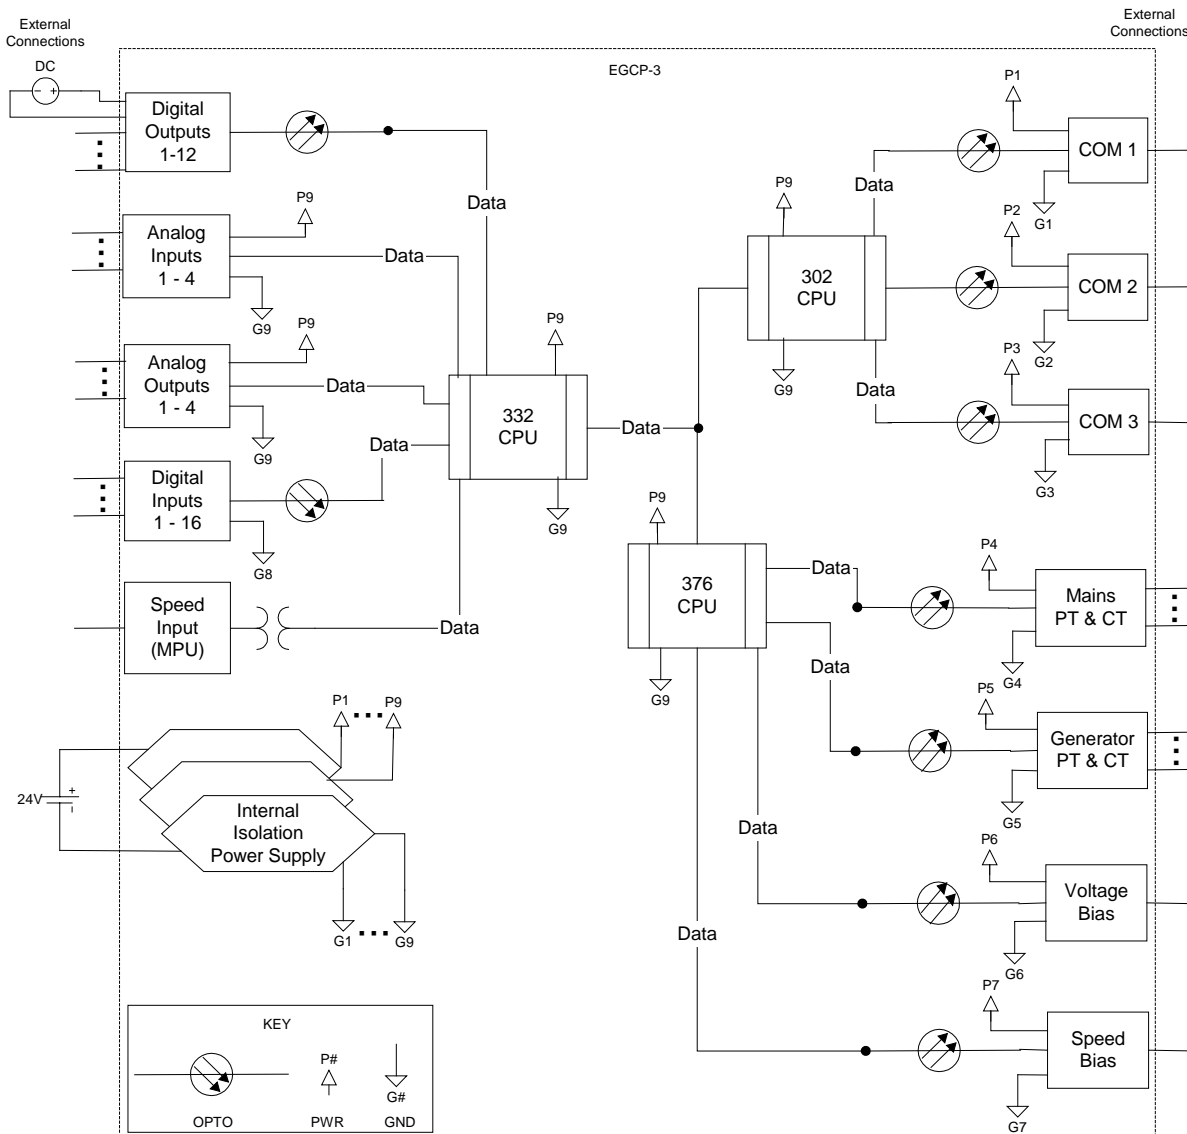 External
Connections
External
Connections
EGCP-3
DC
- +
Digital
Outputs
1-12
Data
P9
Analog
Inputs
1 - 4
Data
G9
P9
Analog
Outputs
1 - 4
Data
G9
Digital
Inputs
1 - 16
Data
G8
Speed
Input
(MPU)
Data
P9
332
CPU
G9
Data
P9
302
CPU
G9
Data
Data
P1
COM 1
G1
P2
COM 2
G2
P3
COM 3
G3
P9
376
CPU
G9
Data
Data
Data
Data
P4
Mains
PT & CT
G4
P5
Generator
PT & CT
G5
P6
Voltage
Bias
G6
P7
Speed
Bias
G7
P1
P9
24V
+
-
Internal
Isolation
Power Supply
G1
G9
KEY
P#
G#
OPTO
PWR
GND